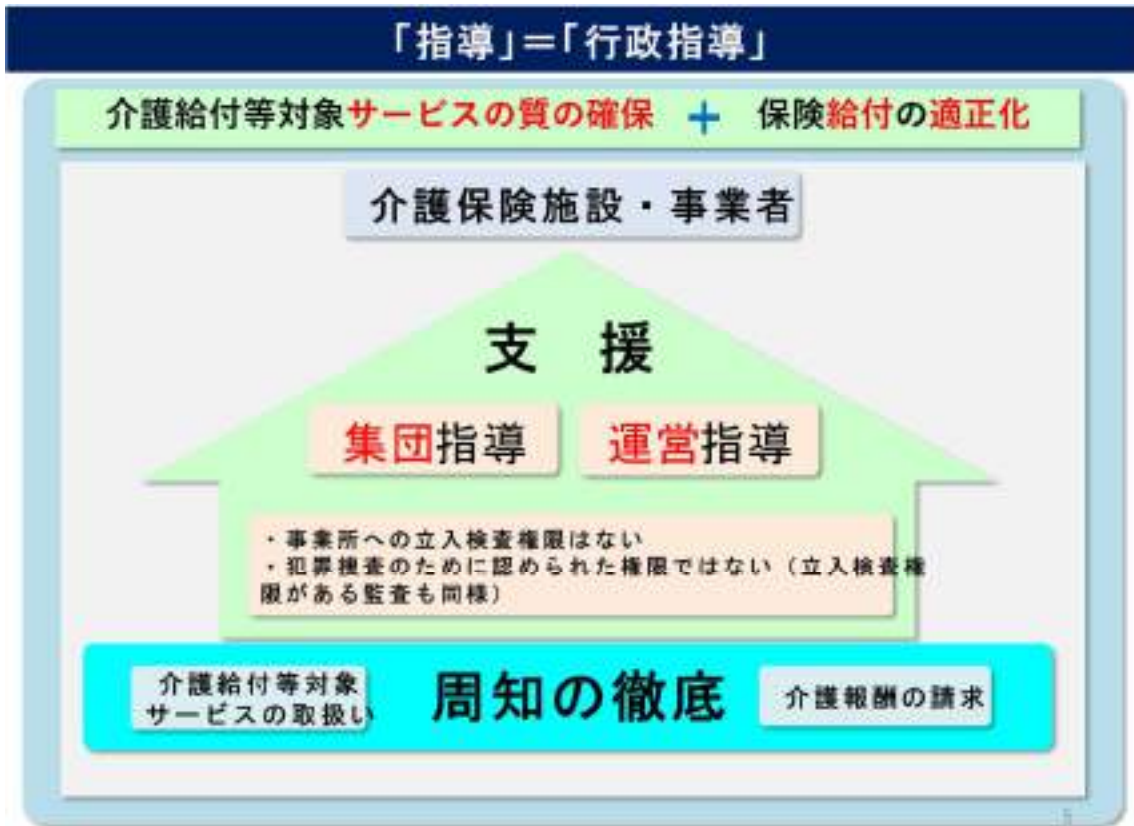 「指導」＝「行政指導」
介護給付等対象サービスの質の確保 ＋ 保険給付の適正化
介護保険施設・事業者
支 援
集団指導 運営指導
・事業所への立入検査権限はない
・犯罪捜査のために認められた権限ではない（立入検査権
限がある監査も同様）
介護給付等対象
サービスの取扱い
周知の徹底
介護報酬の請求